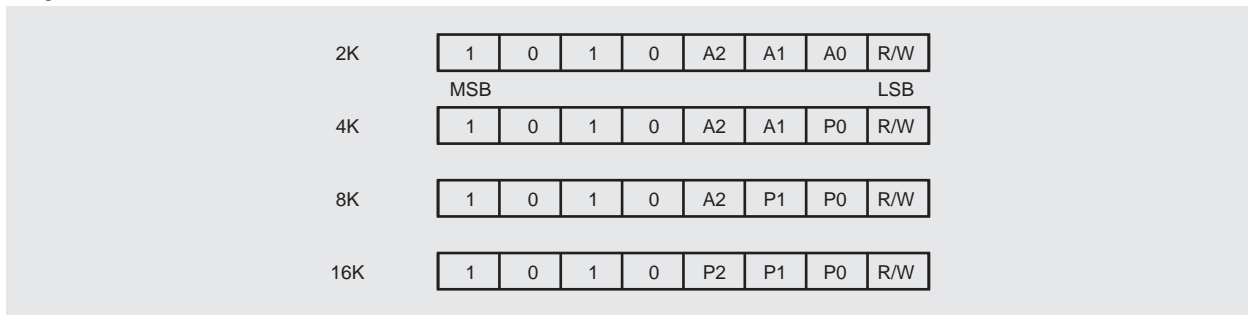 2K 1 0 1 0 A2 A1 A0 R/W
MSB LSB
4K 1 0 1 0 A2 A1 P0 R/W
8K 1 0 1 0 A2 P1 P0 R/W
16K 1 0 1 0 P2 P1 P0 R/W